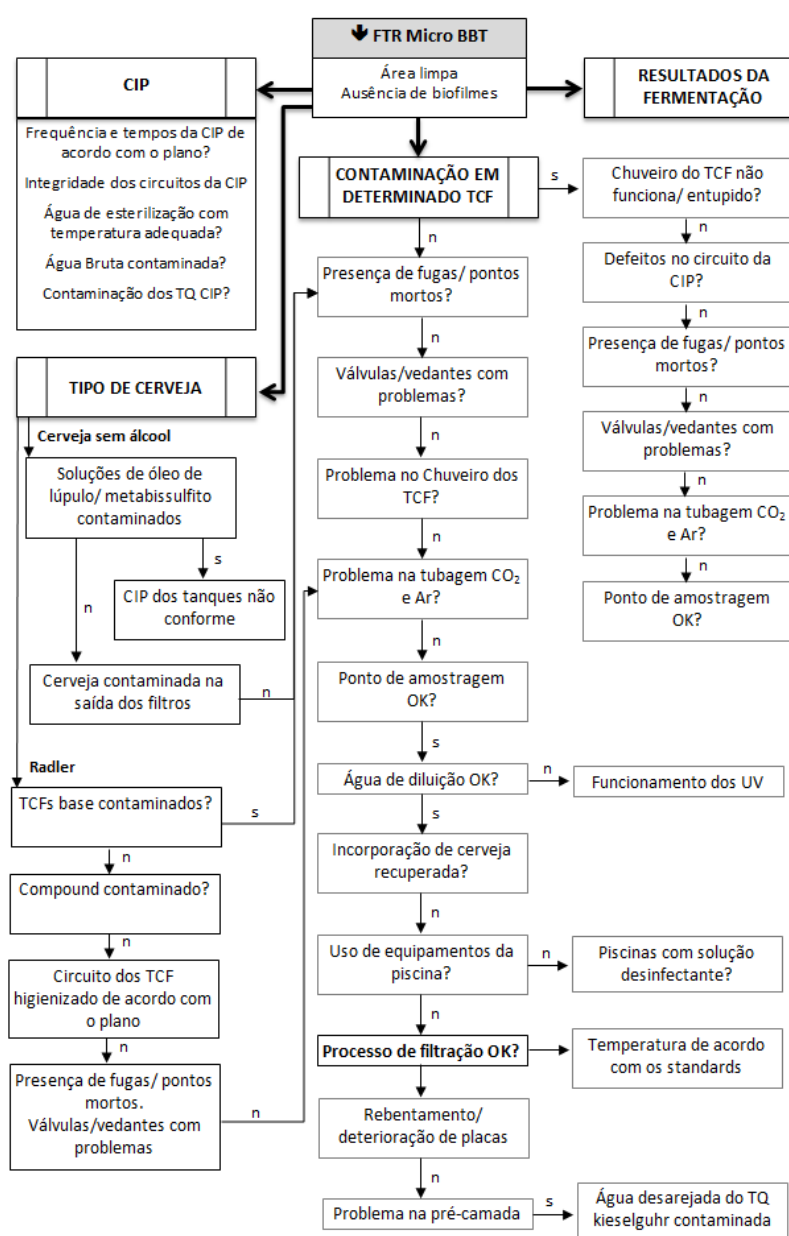 🡻 FTR Micro BBT
Área limpa
Ausência de biofilmes
CIP
Frequência e tempos da CIP de
acordo com o plano?
Integridade dos circuitos da CIP
Água de esterilização com
temperatura adequada?
Água Bruta contaminada?
Contaminação dos TQ CIP?
RESULTADOS DA
FERMENTAÇÃO
CONTAMINAÇÃO EM
DETERMINADO TCF
s
Chuveiro do TCF não
funciona/ entupido?
n
Defeitos no circuito da
CIP?
n
Presença de fugas/ pontos
mortos?
n
Válvulas/vedantes com
problemas?
n
Problema na tubagem CO₂
e Ar?
n
Ponto de amostragem
OK?
n
Presença de fugas/ pontos
mortos?
n
Válvulas/vedantes com
problemas?
n
Problema no Chuveiro dos
TCF?
n
Problema na tubagem CO₂
e Ar?
n
Ponto de amostragem
OK?
s
Água de diluição OK?
n
Funcionamento dos UV
s
Incorporação de cerveja
recuperada?
n
Uso de equipamentos da
piscina?
n
Piscinas com solução
desinfectante?
n
Processo de filtração OK?
Temperatura de acordo
com os standards
Rebentamento/
deterioração de placas
n
Problema na pré-camada
s
Água desarejada do TQ
kieselguhr contaminada
TIPO DE CERVEJA
Cerveja sem álcool
Soluções de óleo de
lúpulo/ metabissulfito
contaminados
s
CIP dos tanques não
conforme
n
Cerveja contaminada na
saída dos filtros
n
Radler
TCFs base contaminados?
s
n
Compound contaminado?
n
Circuito dos TCF
higienizado de acordo com
o plano
n
Presença de fugas/ pontos
mortos.
Válvulas/vedantes com
problemas
n